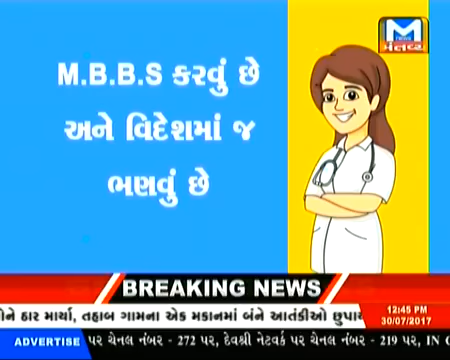 મંતવ્ય
M.B.B.S કરવું છે
અને વિદેશમાં જ
ભણવું છે
BREAKING NEWS
ઠાર માર્યા, તહાબ ગામના એક મકાનમાં બંને આતંકીઓ છુપાયા
12:45 PM
30/07/2017
ADVERTISE પર ચેનલ નંબર - 272 પર, દેવશ્રી નેટવર્ક પર ચેનલ નંબર - 219 પર, IN